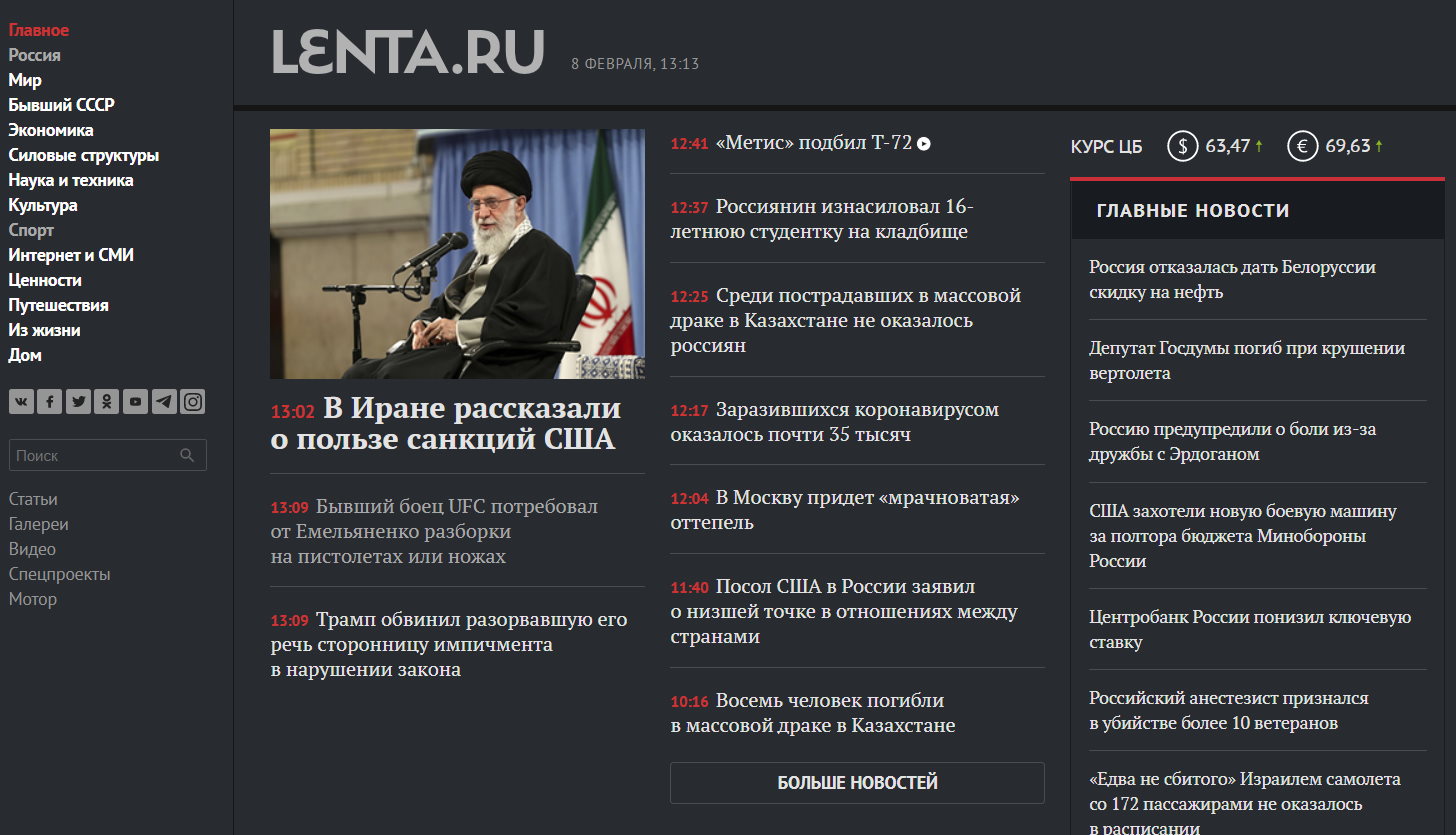 Главное
Россия
Мир
Бывший СССР
Экономика
Силовые структуры
Наука и техника
Культура
Спорт
Интернет и СМИ
Ценности
Путешествия
Из жизни
Дом
Поиск
Статьи
Галереи
Видео
Спецпроекты
Мотор
LENTA.RU
8 ФЕВРАЛЯ, 13:13
13:02 В Иране рассказали
о пользе санкций США
13:09 Бывший боец UFC потребовал
от Емельяненко разборки
на пистолетах или ножах
13:09 Трамп обвинил разорвавшую его
речь сторонницу импичмента
в нарушении закона
12:41 «Метис» подбил Т-72
12:37 Россиянин изнасиловал 16-
летнюю студентку на кладбище
12:25 Среди пострадавших в массовой
драке в Казахстане не оказалось
россиян
12:17 Заразившихся коронавирусом
оказалось почти 35 тысяч
12:04 В Москву придет «мрачноватая»
оттепель
11:40 Посол США в России заявил
о низшей точке в отношениях между
странами
10:16 Восемь человек погибли
в массовой драке в Казахстане
БОЛЬШЕ НОВОСТЕЙ
КУРС ЦБ $ 63,47 ↑ € 69,63 ↑
ГЛАВНЫЕ НОВОСТИ
Россия отказалась дать Белоруссии
скидку на нефть
Депутат Госдумы погиб при крушении
вертолета
Россию предупредили о боли из-за
дружбы с Эрдоганом
США захотели новую боевую машину
за полтора бюджета Минобороны
России
Центробанк России понизил ключевую
ставку
Российский анестезист признался
в убийстве более 10 ветеранов
«Едва не сбитого» Израилем самолета
со 172 пассажирами не оказалось
в расписании